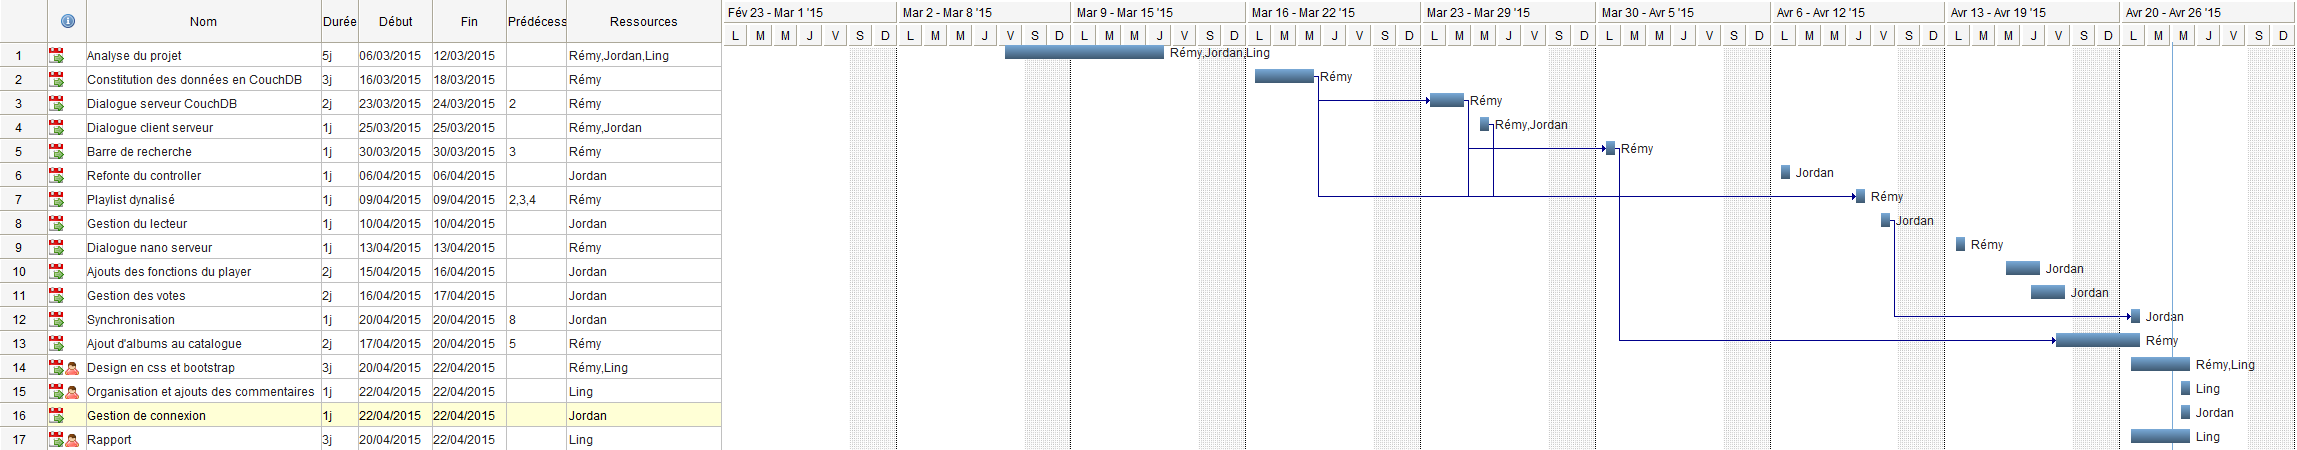 Nom Durée Début Fin Prédécess Ressources
Fév 23 - Mar 1 '15 Mar 2 - Mar 8 '15 Mar 9 - Mar 15 '15 Mar 16 - Mar 22 '15 Mar 23 - Mar 29 '15 Mar 30 - Avr 5 '15 Avr 6 - Avr 12 '15 Avr 13 - Avr 19 '15 Avr 20 - Avr 26 '15
L M M J V S D L M M J V S D L M M J V S D L M M J V S D L M M J V S D L M M J V S D L M M J V S D L M M J V S D L M M J V S D
1 Analyse du projet 5j 06/03/2015 12/03/2015 Rémy,Jordan,Ling Rémy,Jordan,Ling
2 Constitution des données en CouchDB 3j 16/03/2015 18/03/2015 Rémy Rémy
3 Dialogue serveur CouchDB 2j 23/03/2015 24/03/2015 2 Rémy Rémy
4 Dialogue client serveur 1j 25/03/2015 25/03/2015 Rémy,Jordan Rémy,Jordan
5 Barre de recherche 1j 30/03/2015 30/03/2015 3 Rémy Rémy
6 Refonte du controller 1j 06/04/2015 06/04/2015 Jordan Jordan
7 Playlist dynalisé 1j 09/04/2015 09/04/2015 2,3,4 Rémy Rémy
8 Gestion du lecteur 1j 10/04/2015 10/04/2015 Jordan Jordan
9 Dialogue nano serveur 1j 13/04/2015 13/04/2015 Rémy Rémy
10 Ajouts des fonctions du player 2j 15/04/2015 16/04/2015 Jordan Jordan
11 Gestion des votes 2j 16/04/2015 17/04/2015 Jordan Jordan
12 Synchronisation 1j 20/04/2015 20/04/2015 8 Jordan Jordan
13 Ajout d'albums au catalogue 2j 17/04/2015 20/04/2015 5 Rémy Rémy
14 Design en css et bootstrap 3j 20/04/2015 22/04/2015 Rémy,Ling Rémy,Ling
15 Organisation et ajouts des commentaires 1j 22/04/2015 22/04/2015 Ling Ling
16 Gestion de connexion 1j 22/04/2015 22/04/2015 Jordan Jordan
17 Rapport 3j 20/04/2015 22/04/2015 Ling Ling